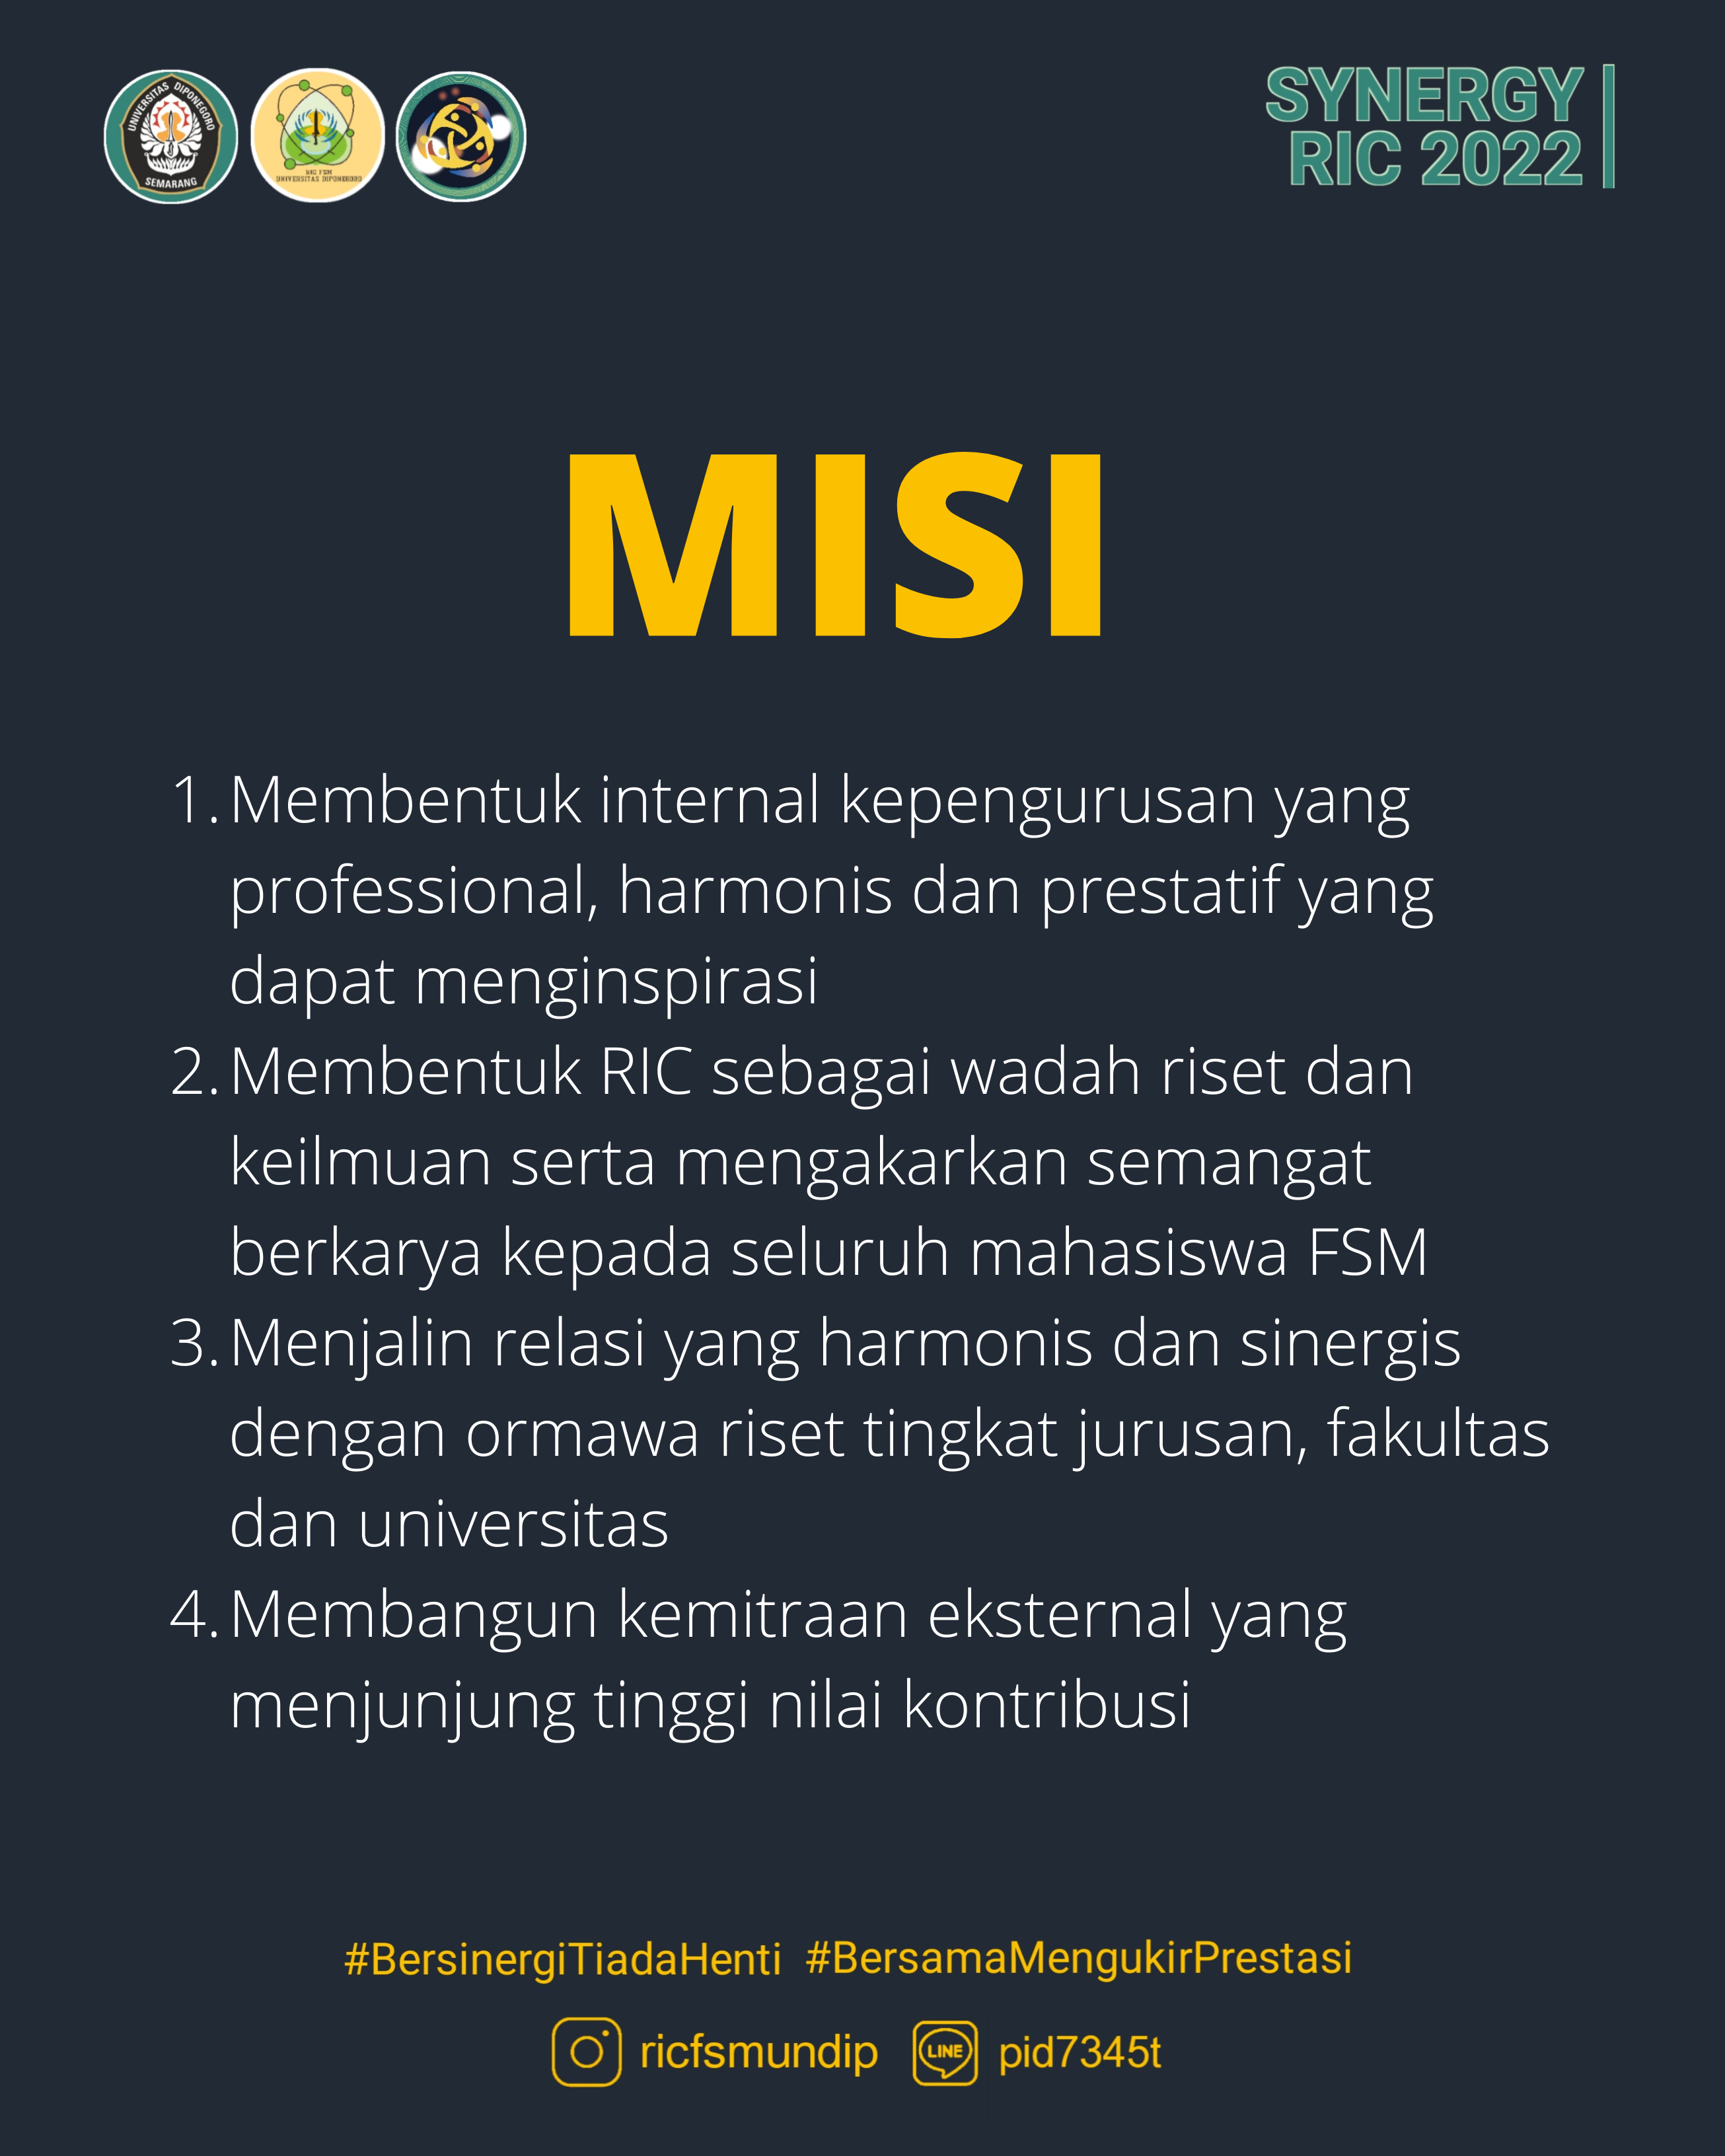 UNIVERSITAS DIPONEGORO
SEMARANG
RIC FSM
UNIVERSITAS DIPONEGORO
SYNERGY
RIC 2022
MISI
1. Membentuk internal kepengurusan yang
professional, harmonis dan prestatif yang
dapat menginspirasi
2. Membentuk RIC sebagai wadah riset dan
keilmuan serta mengakarkan semangat
berkarya kepada seluruh mahasiswa FSM
3. Menjalin relasi yang harmonis dan sinergis
dengan ormawa riset tingkat jurusan, fakultas
dan universitas
4. Membangun kemitraan eksternal yang
menjunjung tinggi nilai kontribusi
#BersinergiTiadaHenti #BersamaMengukirPrestasi
ricfsmundip LINE pid7345t